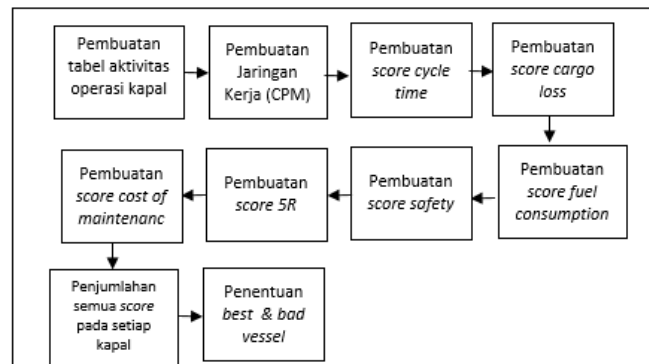 Pembuatan
tabel aktivitas
operasi kapal
Pembuatan
Jaringan
Kerja (CPM)
Pembuatan
score cycle
time
Pembuatan
score cargo
loss
Pembuatan
score fuel
consumption
Pembuatan
score safety
Pembuatan
score 5R
Pembuatan
score cost of
maintenanc
Penjumlahan
semua score
pada setiap
kapal
Penentuan
best & bad
vessel